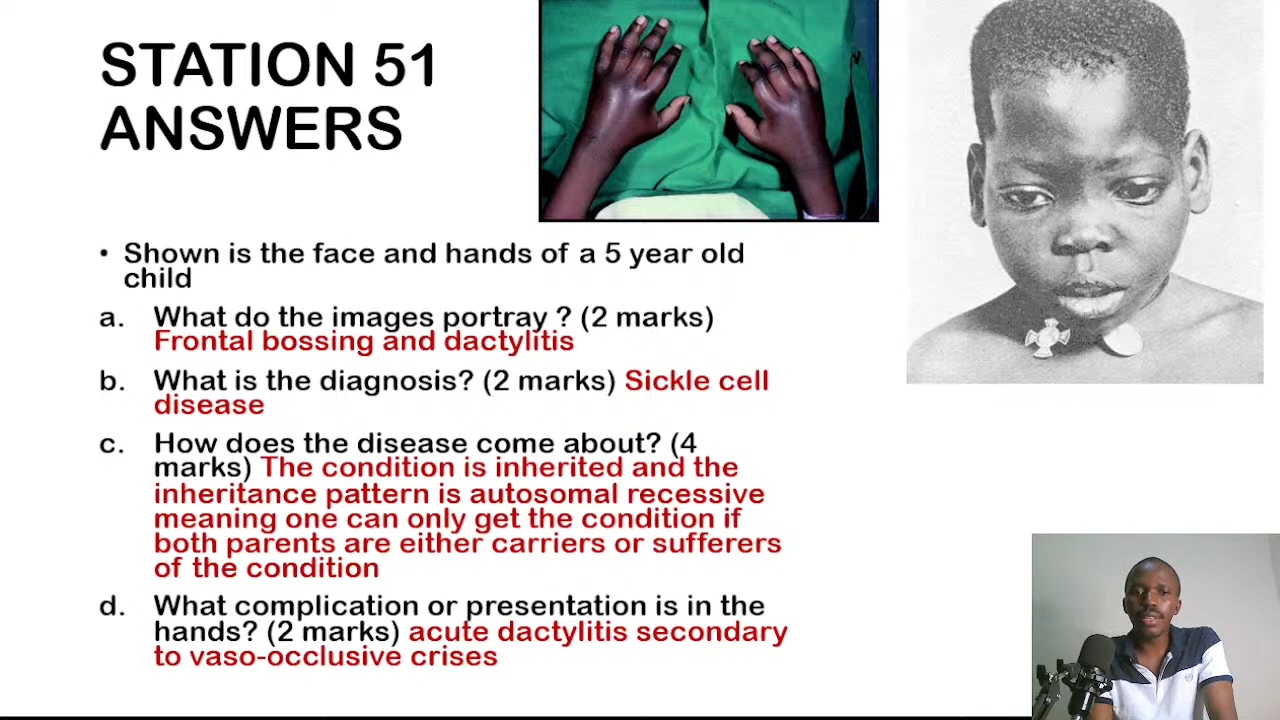 STATION 51
ANSWERS
• Shown is the face and hands of a 5 year old
child
a. What do the images portray ? (2 marks)
Frontal bossing and dactylitis
b. What is the diagnosis? (2 marks) Sickle cell
disease
c. How does the disease come about? (4
marks) The condition is inherited and the
inheritance pattern is autosomal recessive
meaning one can only get the condition if
both parents are either carriers or sufferers
of the condition
d. What complication or presentation is in the
hands? (2 marks) acute dactylitis secondary
to vaso-occlusive crises